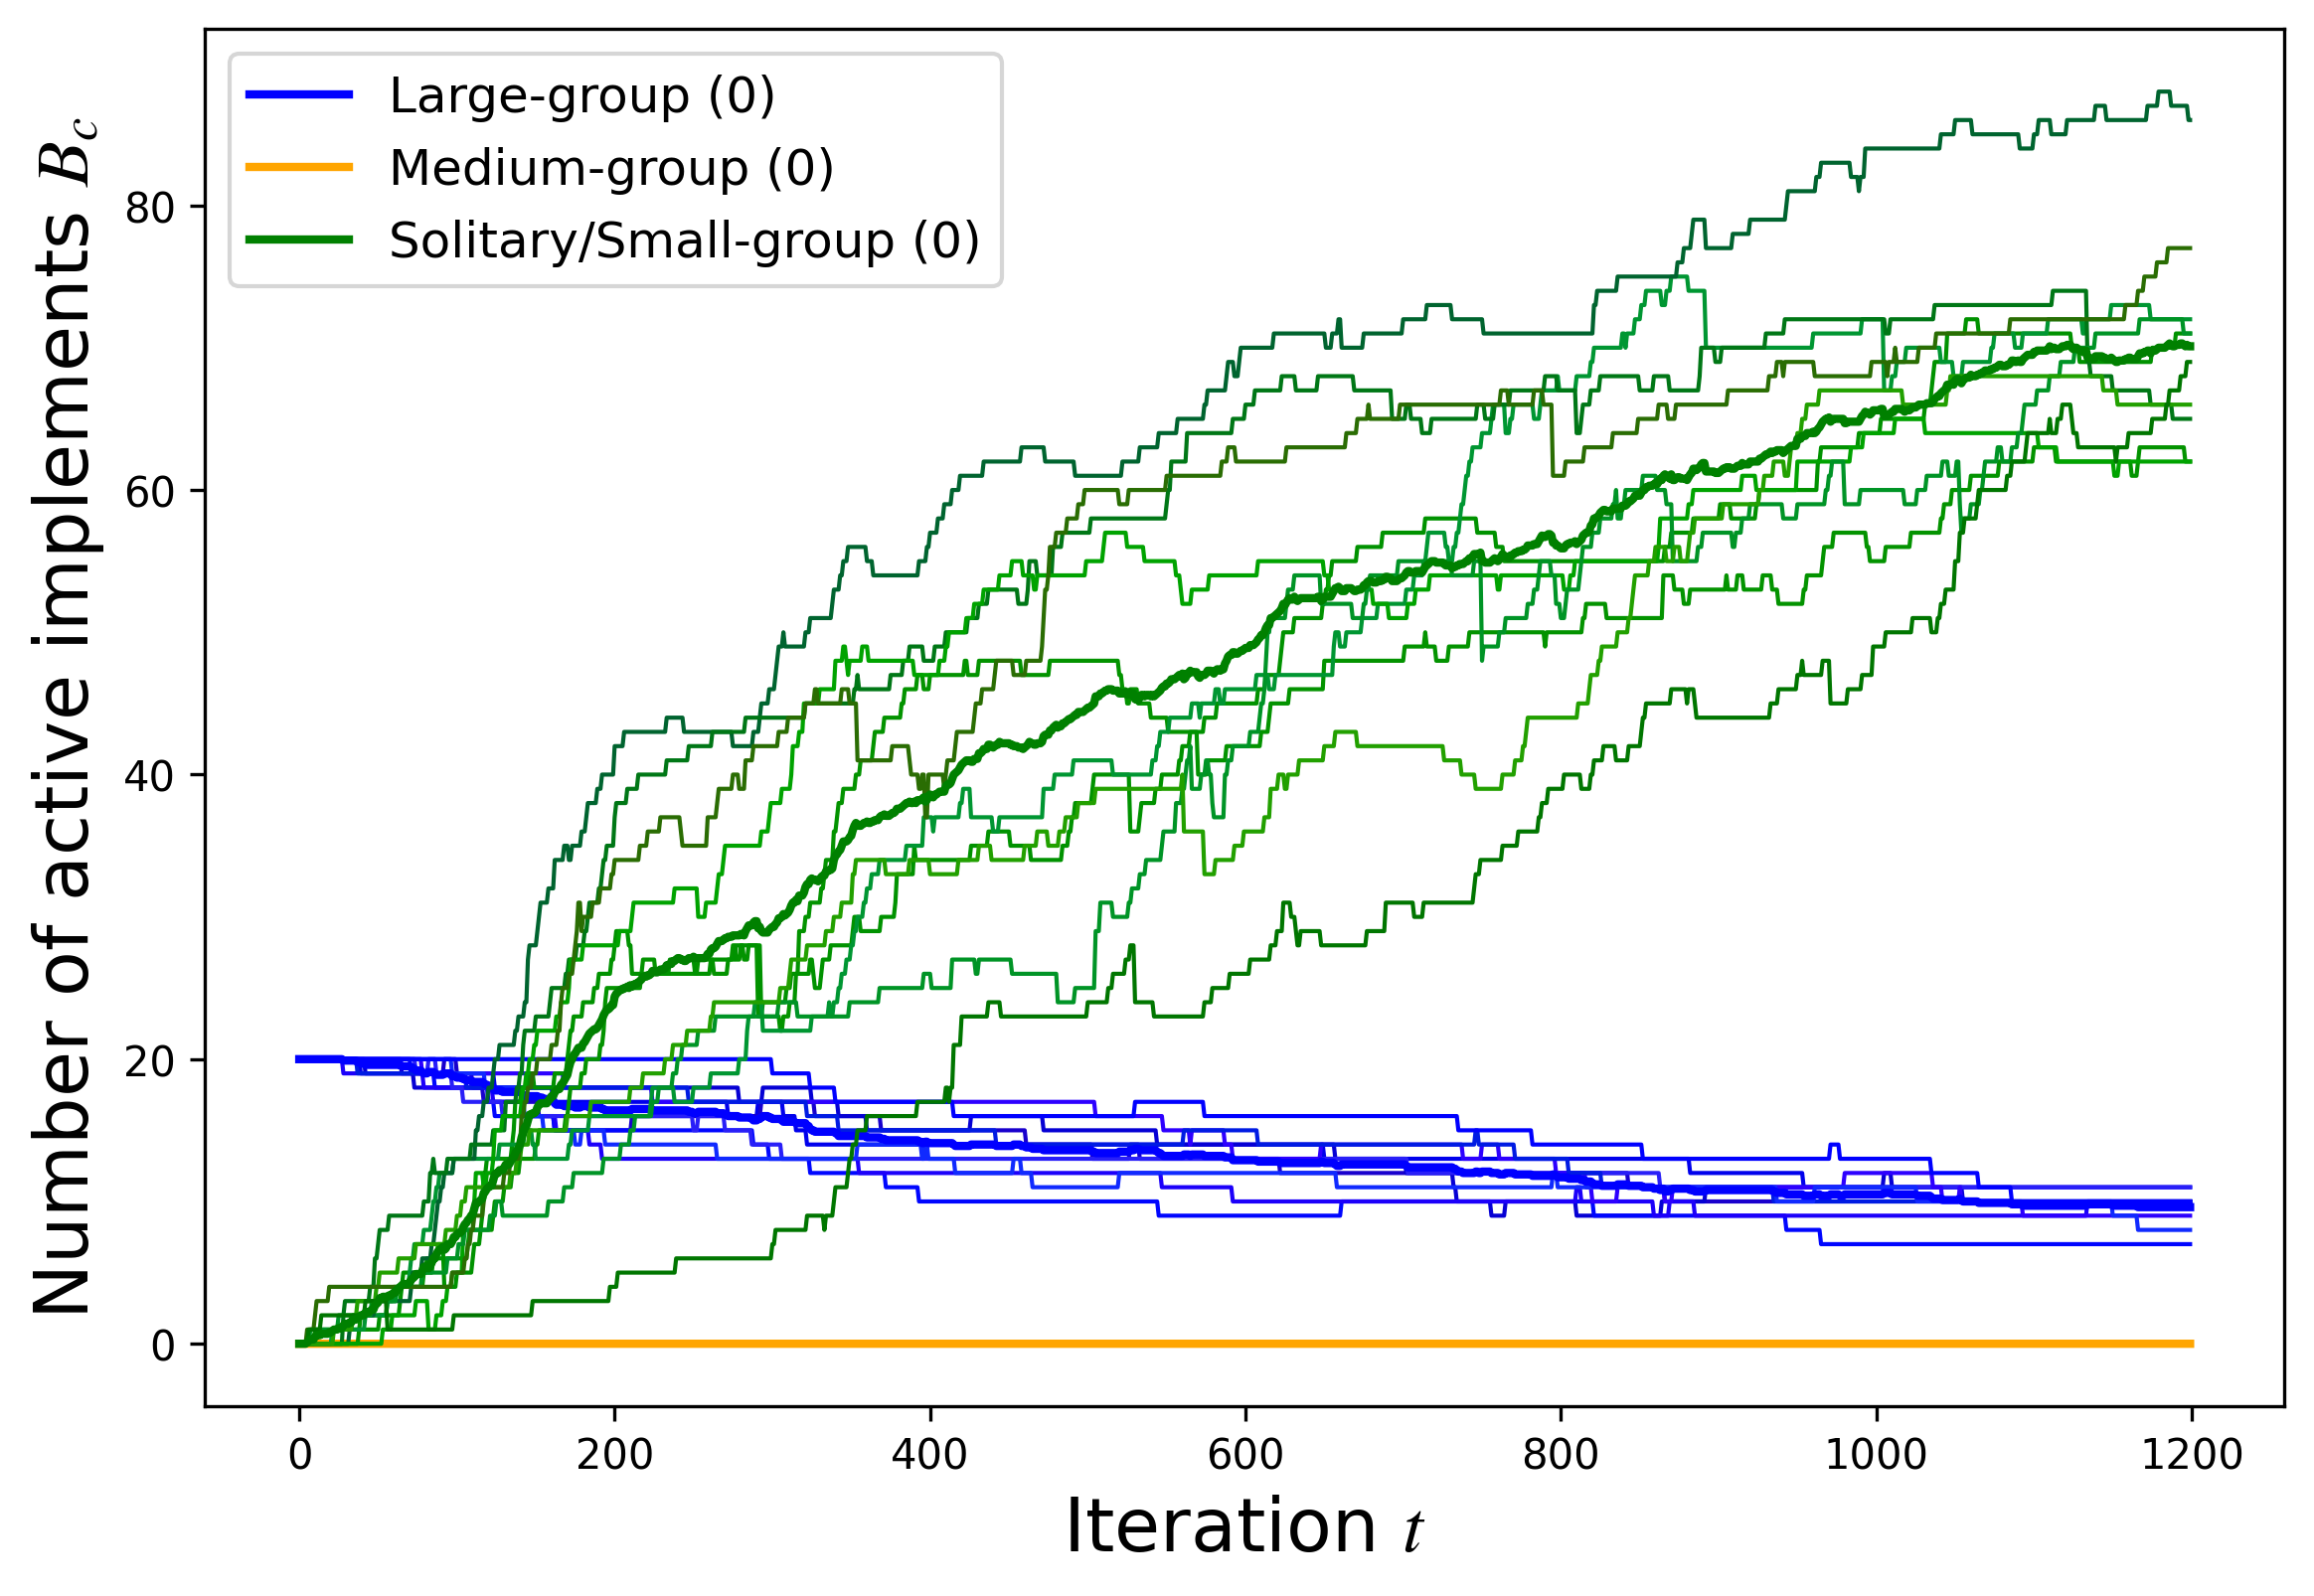 Large-group (0)
Medium-group (0)
Solitary/Small-group (0)
Number of active implements B_c
80
60
40
20
0
0 200 400 600 800 1000 1200
Iteration t